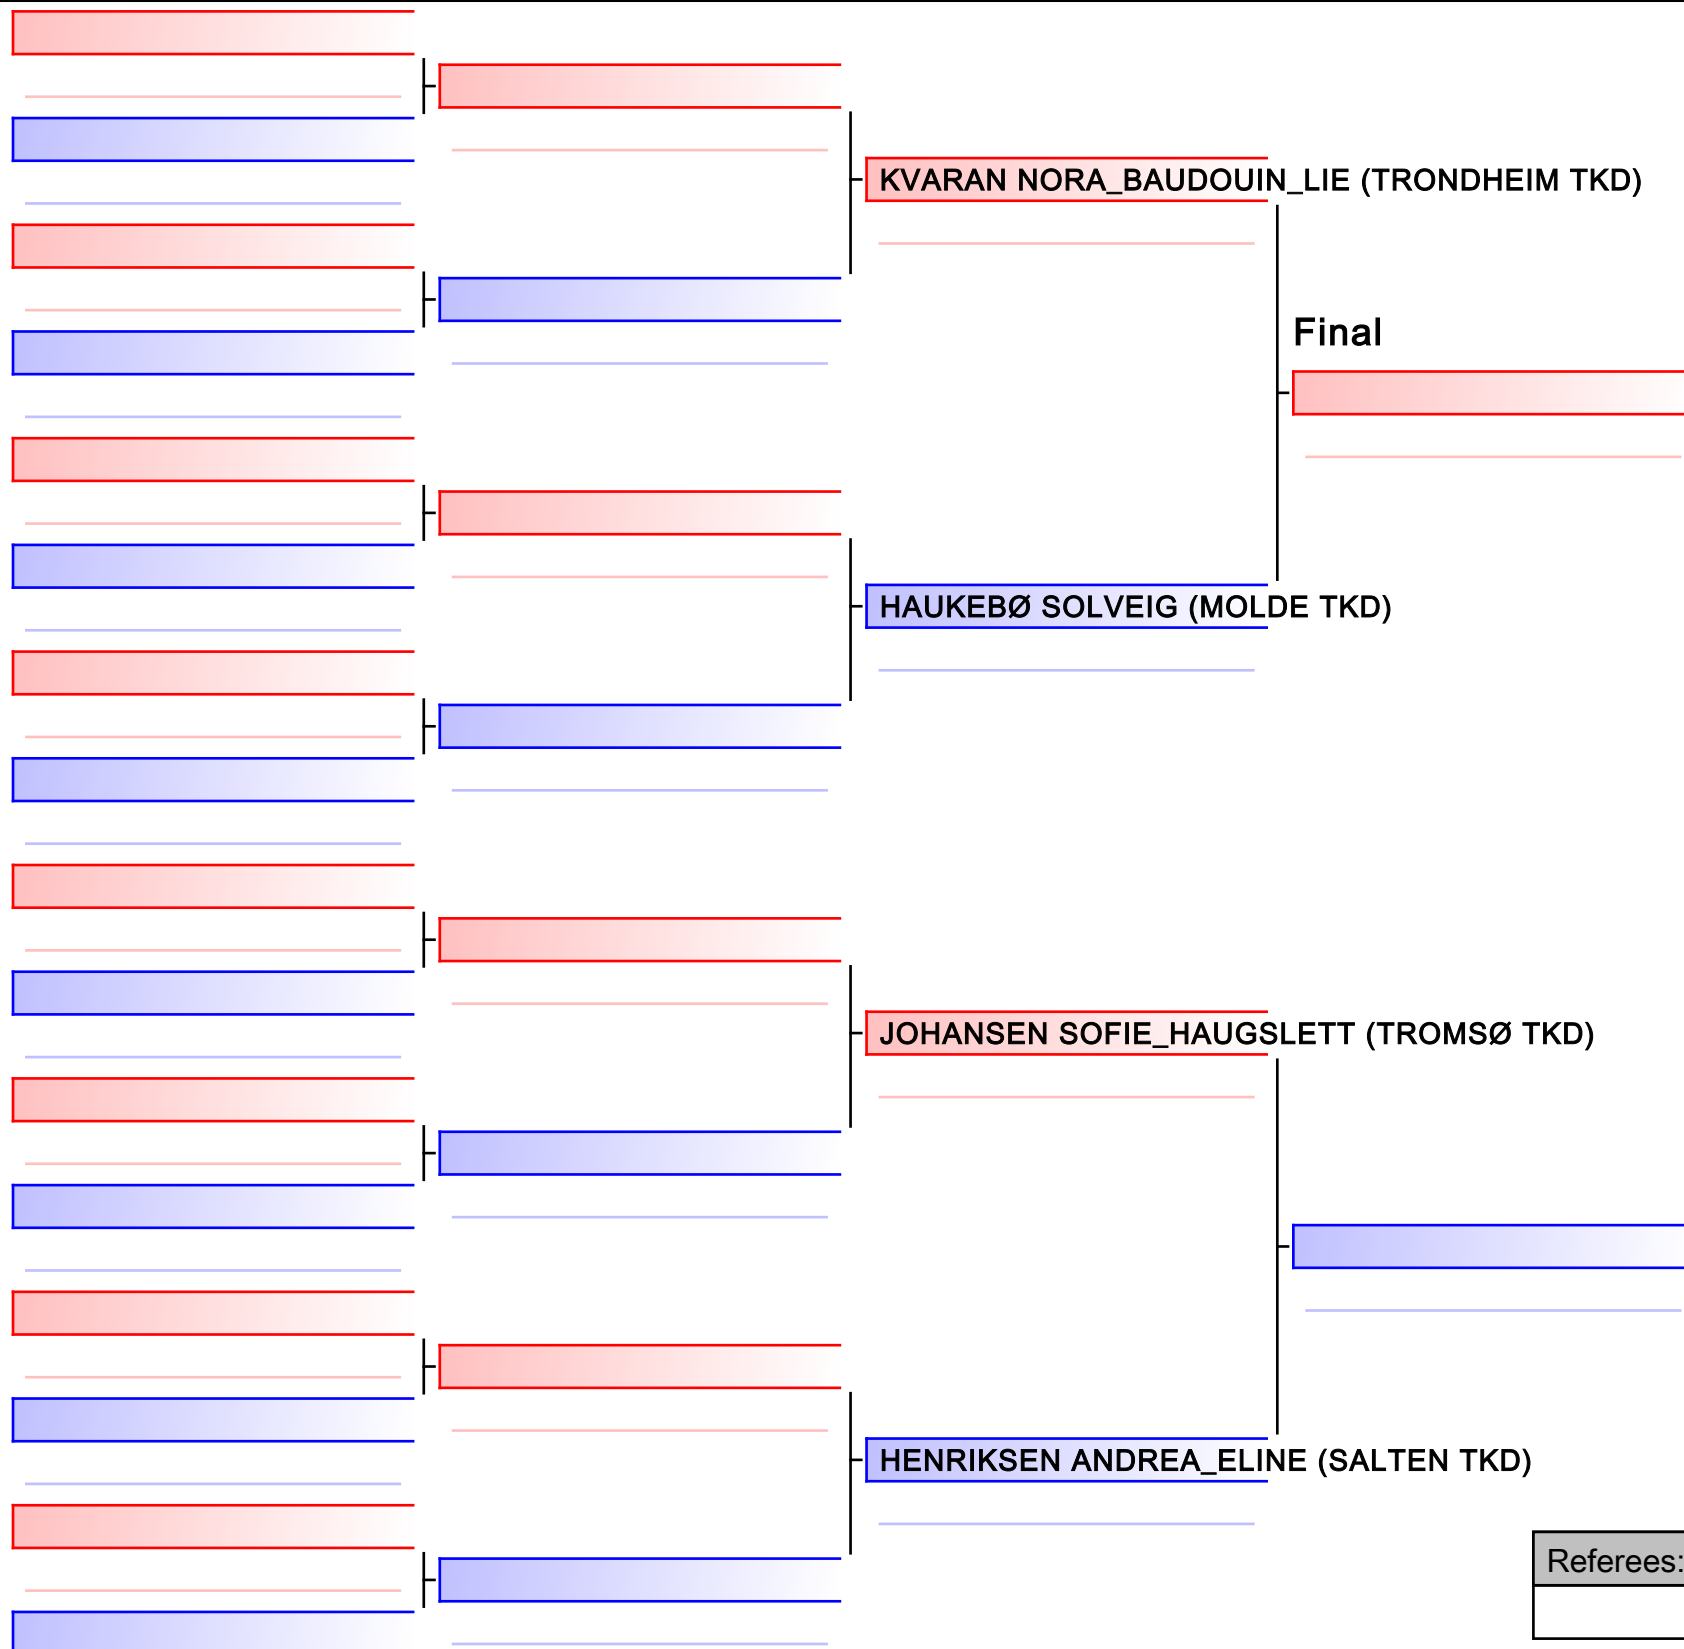 KVARAN NORA_BAUDOUIN_LIE (TRONDHEIM TKD)
Final
HAUKEBØ SOLVEIG (MOLDE TKD)
JOHANSEN SOFIE_HAUGSLETT (TROMSØ TKD)
HENRIKSEN ANDREA_ELINE (SALTEN TKD)
Referees: